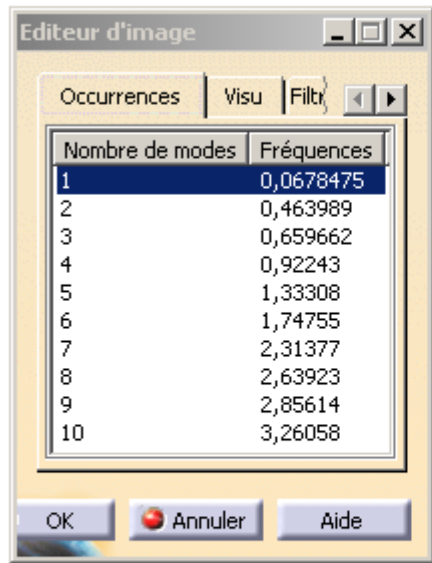 Editeur d'image
Occurrences Visu Filtr
Nombre de modes Fréquences
1 0,0678475
2 0,463989
3 0,659662
4 0,92243
5 1,33308
6 1,74755
7 2,31377
8 2,63923
9 2,85614
10 3,26058
OK Annuler Aide